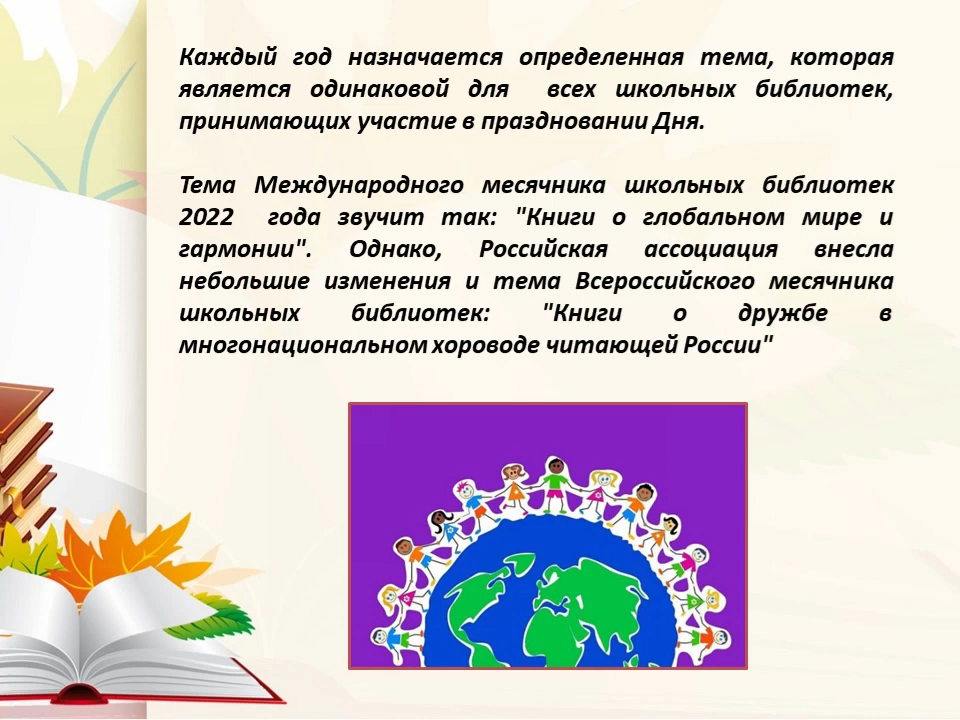 Каждый год назначается определенная тема, которая
является одинаковой для всех школьных библиотек,
принимающих участие в праздновании Дня.
Тема Международного месячника школьных библиотек
2022 года звучит так: "Книги о глобальном мире и
гармонии". Однако, Российская ассоциация внесла
небольшие изменения и тема Всероссийского месячника
школьных библиотек: "Книги о дружбе в
многонациональном хороводе читающей России"